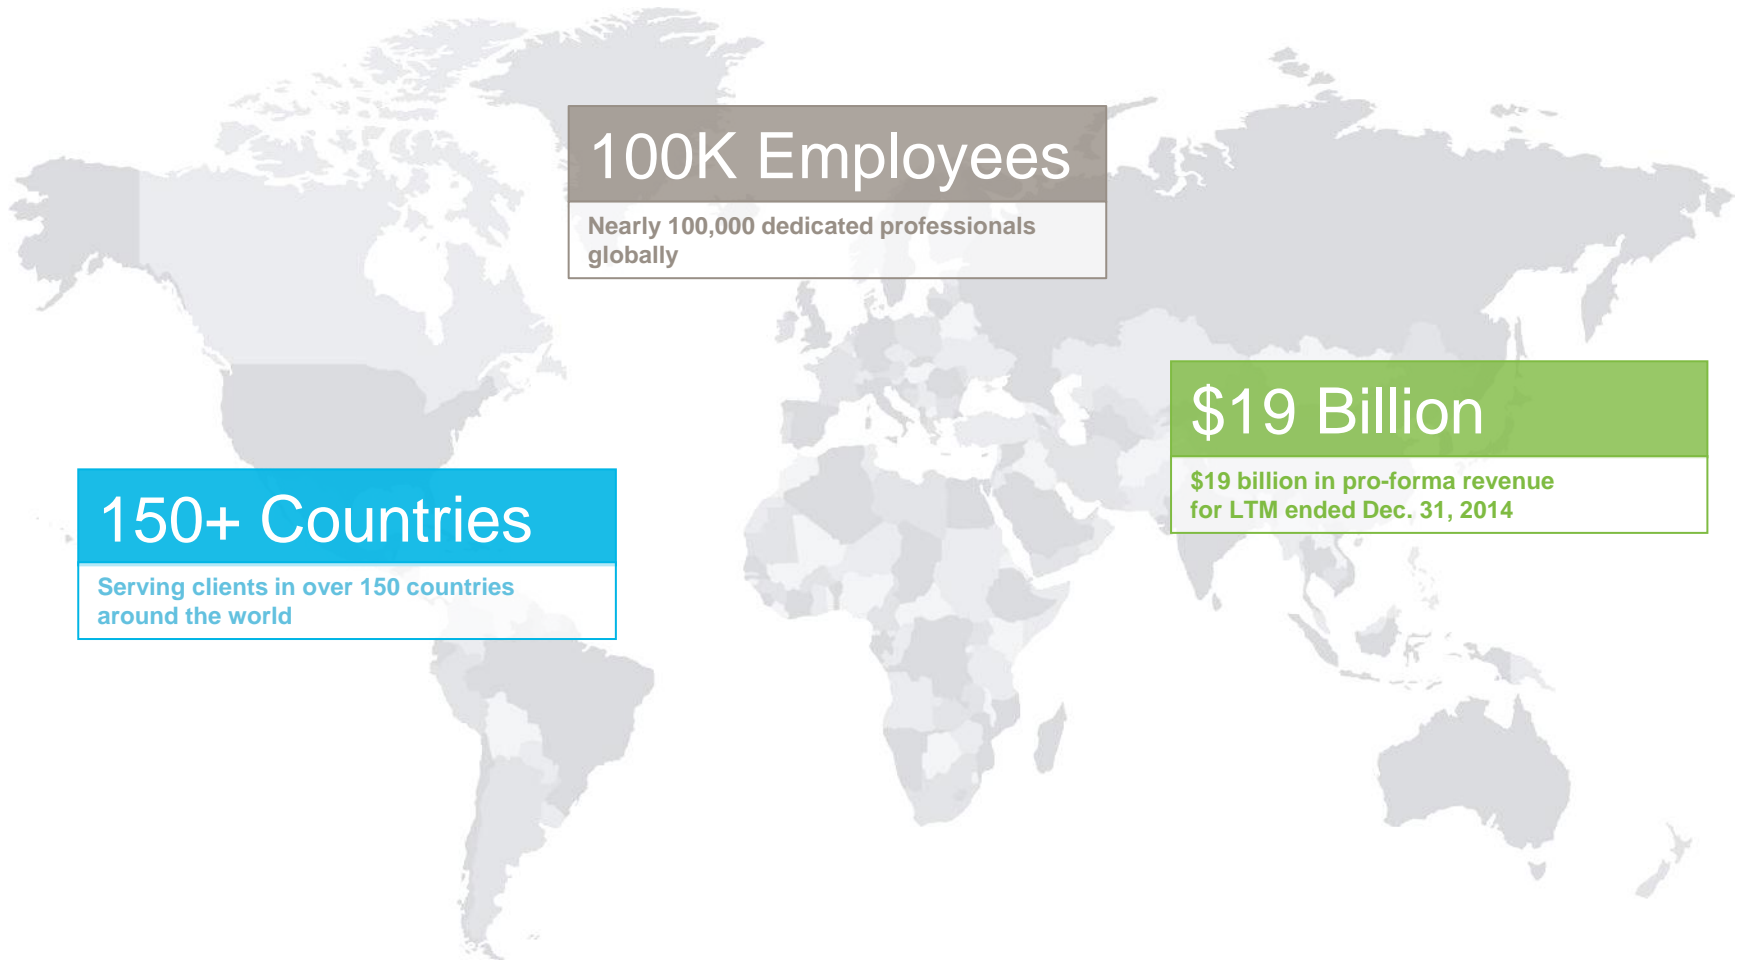 100K Employees
Nearly 100,000 dedicated professionals
globally
$19 Billion
$19 billion in pro-forma revenue
for LTM ended Dec. 31, 2014
150+ Countries
Serving clients in over 150 countries
around the world